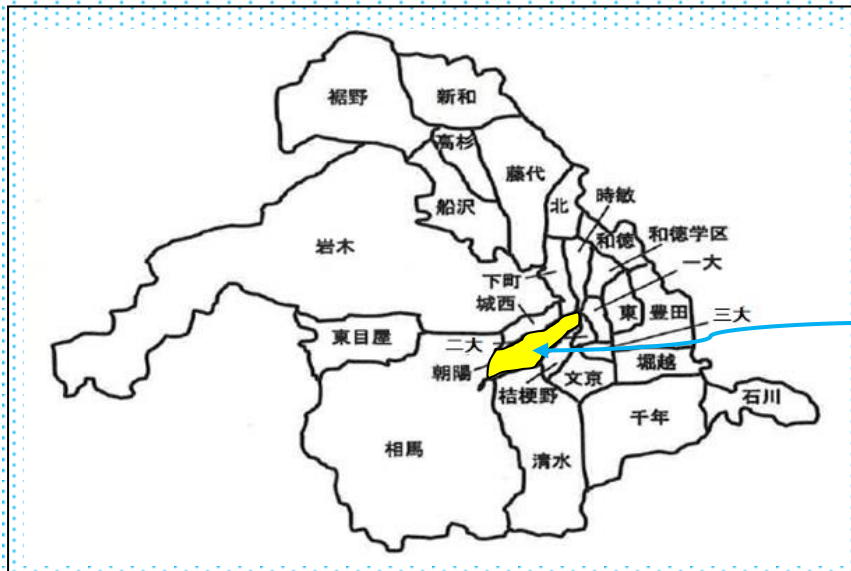 裾野
新和
高杉
藤代
船沢
北
時敏
岩木
和徳
和徳学区
下町
一大
城西
東
豊田
三大
東目屋
二大
朝陽
堀越
桔梗野
文京
石川
千年
相馬
清水